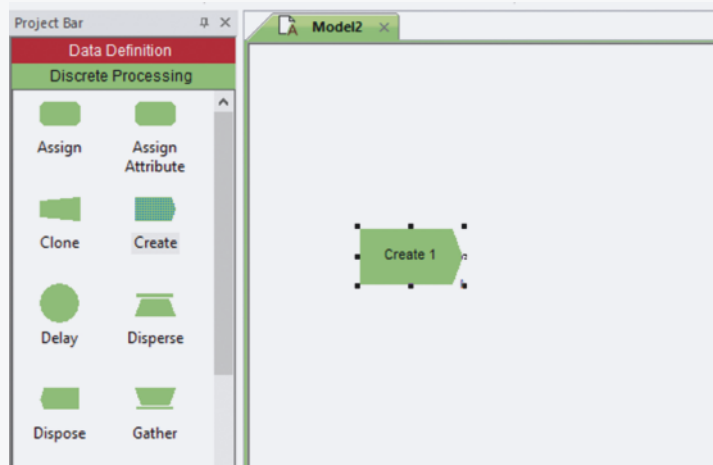 Project Bar
Model2
Data Definition
Discrete Processing
Assign
Assign
Attribute
Clone
Create
Create 1
Delay
Disperse
Dispose
Gather